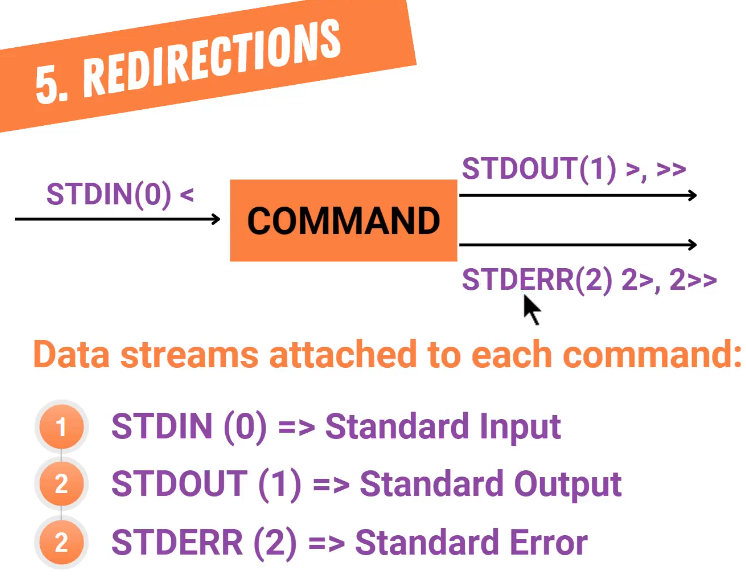 5. REDIRECTIONS
STDIN(0) <
COMMAND
STDOUT(1) >, >>
STDERR(2) 2>, 2>>
Data streams attached to each command:
1 STDIN (0) => Standard Input
2 STDOUT (1) => Standard Output
2 STDERR (2) => Standard Error